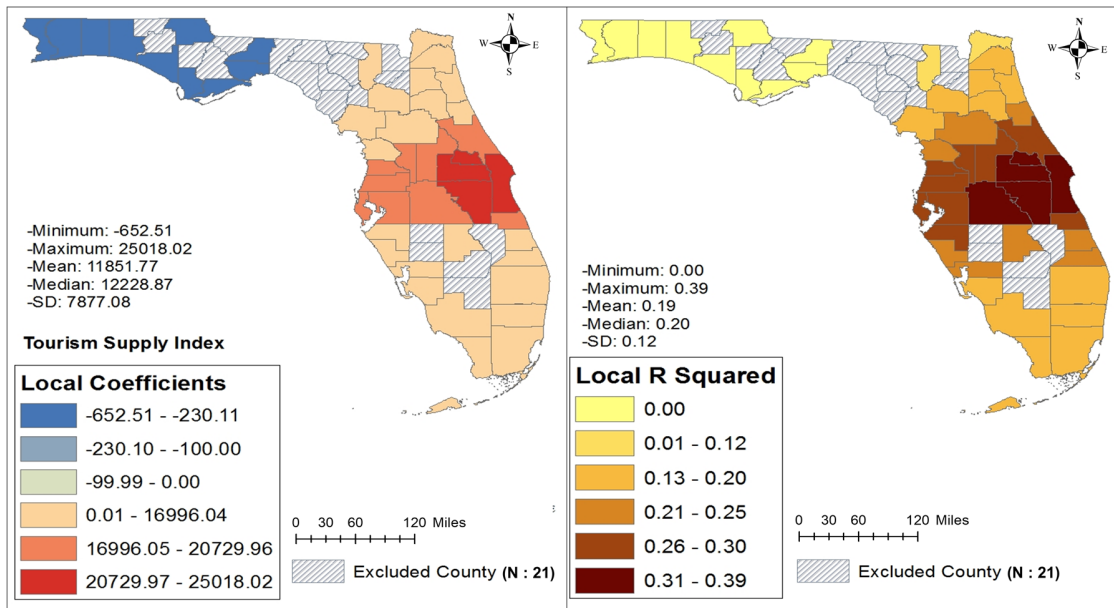 N
W E
S
-Minimum: -652.51
-Maximum: 25018.02
-Mean: 11851.77
-Median: 12228.87
-SD: 7877.08
Tourism Supply Index
Local Coefficients
-652.51 - -230.11
-230.10 - -100.00
-99.99 - 0.00
0.01 - 16996.04
16996.05 - 20729.96
20729.97 - 25018.02
0 30 60 120 Miles
Excluded County (N : 21)
N
W E
S
-Minimum: 0.00
-Maximum: 0.39
-Mean: 0.19
-Median: 0.20
-SD: 0.12
Local R Squared
0.00
0.01 - 0.12
0.13 - 0.20
0.21 - 0.25
0.26 - 0.30
0.31 - 0.39
0 30 60 120 Miles
Excluded County (N : 21)